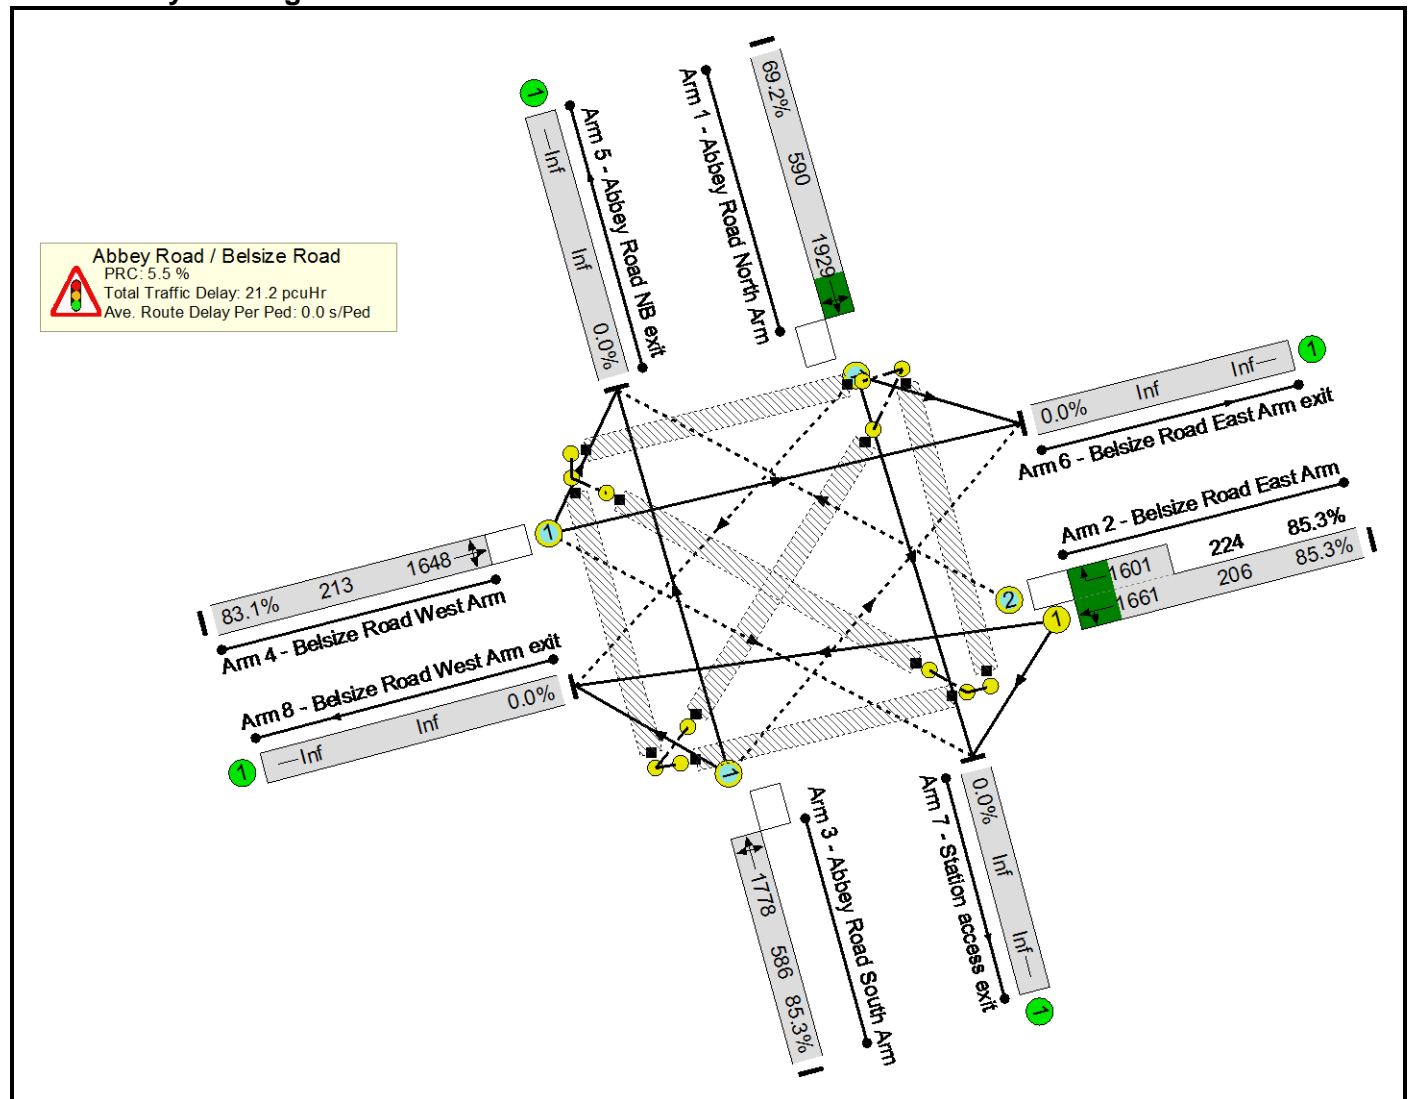 Abbey Road / Belsize Road
PRC: 5.5 %
Total Traffic Delay: 21.2 pcuHr
Ave. Route Delay Per Ped: 0.0 s/Ped
1
Arm 5 - Abbey Road NB exit
Inf
Inf
0.0%
Arm 1 - Abbey Road North Arm
69.2%
590
1929
1
0.0%
Inf
Inf
1
Arm 6 - Belsize Road East Arm exit
Arm 2 - Belsize Road East Arm
1601
224
85.3%
1661
206
85.3%
2
1
1
83.1%
213
1648
Arm 4 - Belsize Road West Arm
Arm 8 - Belsize Road West Arm exit
Inf
Inf
0.0%
1
1
Arm 3 - Abbey Road South Arm
1778
586
85.3%
Arm 7 - Station access exit
0.0%
Inf
Inf
1